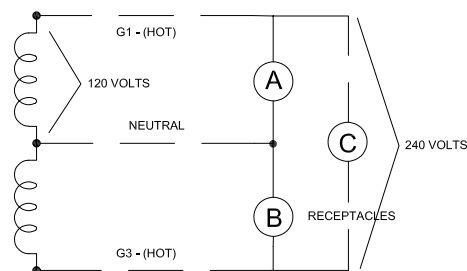 G1 - (HOT)
A
120 VOLTS
NEUTRAL
C
240 VOLTS
B
RECEPTACLES
G3 - (HOT)